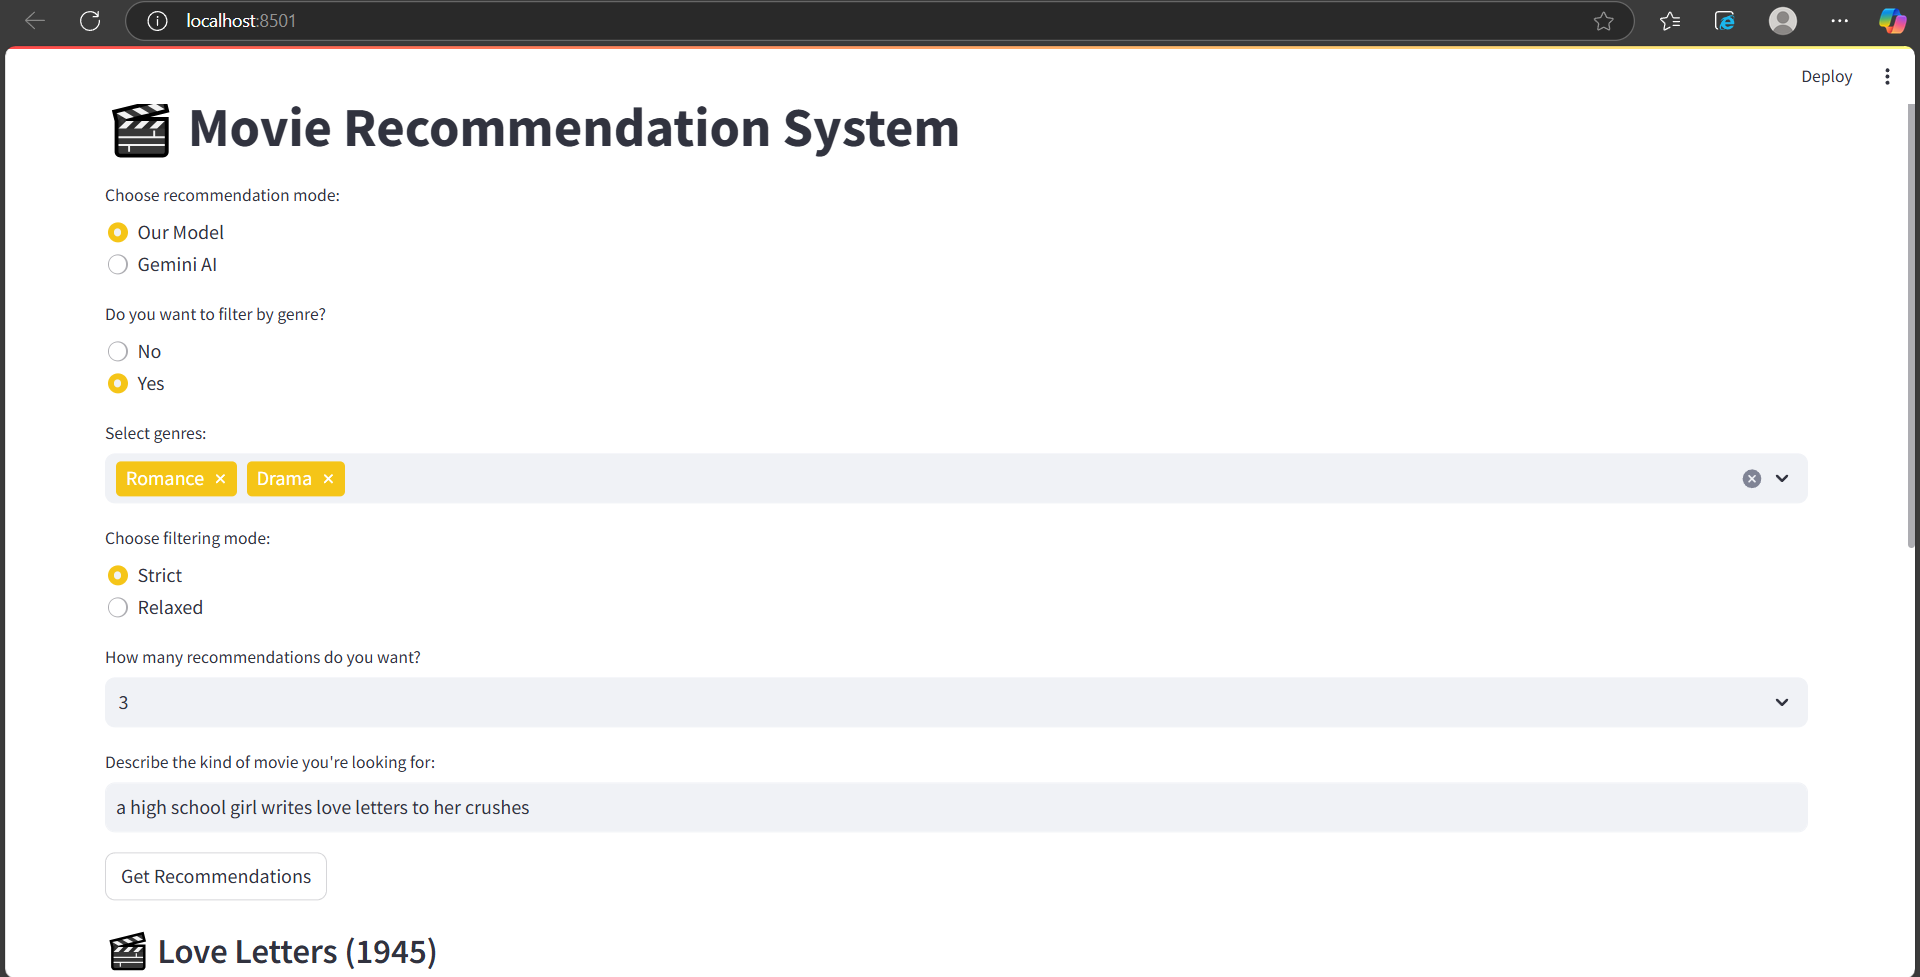 localhost:8501
Deploy
Movie Recommendation System
Choose recommendation mode:
Our Model
Gemini AI
Do you want to filter by genre?
No
Yes
Select genres:
Romance × Drama ×
Choose filtering mode:
Strict
Relaxed
How many recommendations do you want?
3
Describe the kind of movie you're looking for:
a high school girl writes love letters to her crushes
Get Recommendations
Love Letters (1945)